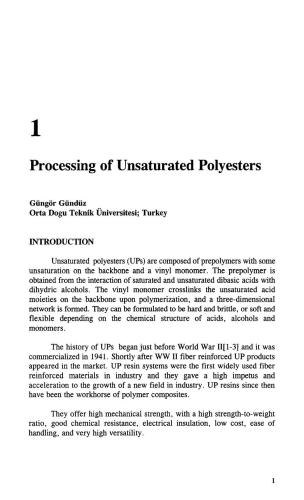 1
Processing of Unsaturated Polyesters
Güngör Gündüz
Orta Dogu Teknik Üniversitesi; Turkey
INTRODUCTION
Unsaturated polyesters (UPs) are composed of prepolymers with some
unsaturation on the backbone and a vinyl monomer. The prepolymer is
obtained from the interaction of saturated and unsaturated dibasic acids with
dihydric alcohols. The vinyl monomer crosslinks the unsaturated acid
moieties on the backbone upon polymerization, and a three-dimensional
network is formed. They can be formulated to be hard and brittle, or soft and
flexible depending on the chemical structure of acids, alcohols and
monomers.
The history of UPs began just before World War II[1-3] and it was
commercialized in 1941. Shortly after WW II fiber reinforced UP products
appeared in the market. UP resin systems were the first widely used fiber
reinforced materials in industry and they gave a high impetus and
acceleration to the growth of a new field in industry. UP resins since then
have been the workhorse of polymer composites.
They offer high mechanical strength, with a high strength-to-weight
ratio, good chemical resistance, electrical insulation, low cost, ease of
handling, and very high versatility.
1